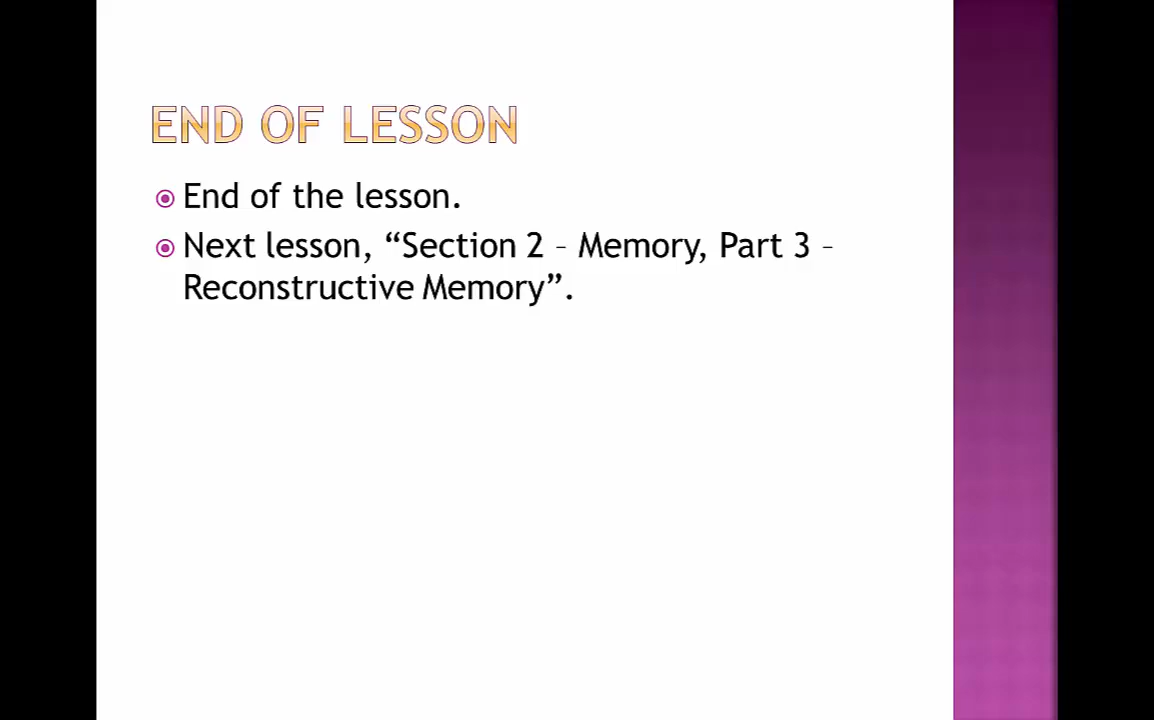 END OF LESSON
End of the lesson.
Next lesson, “Section 2 – Memory, Part 3 –
Reconstructive Memory”.